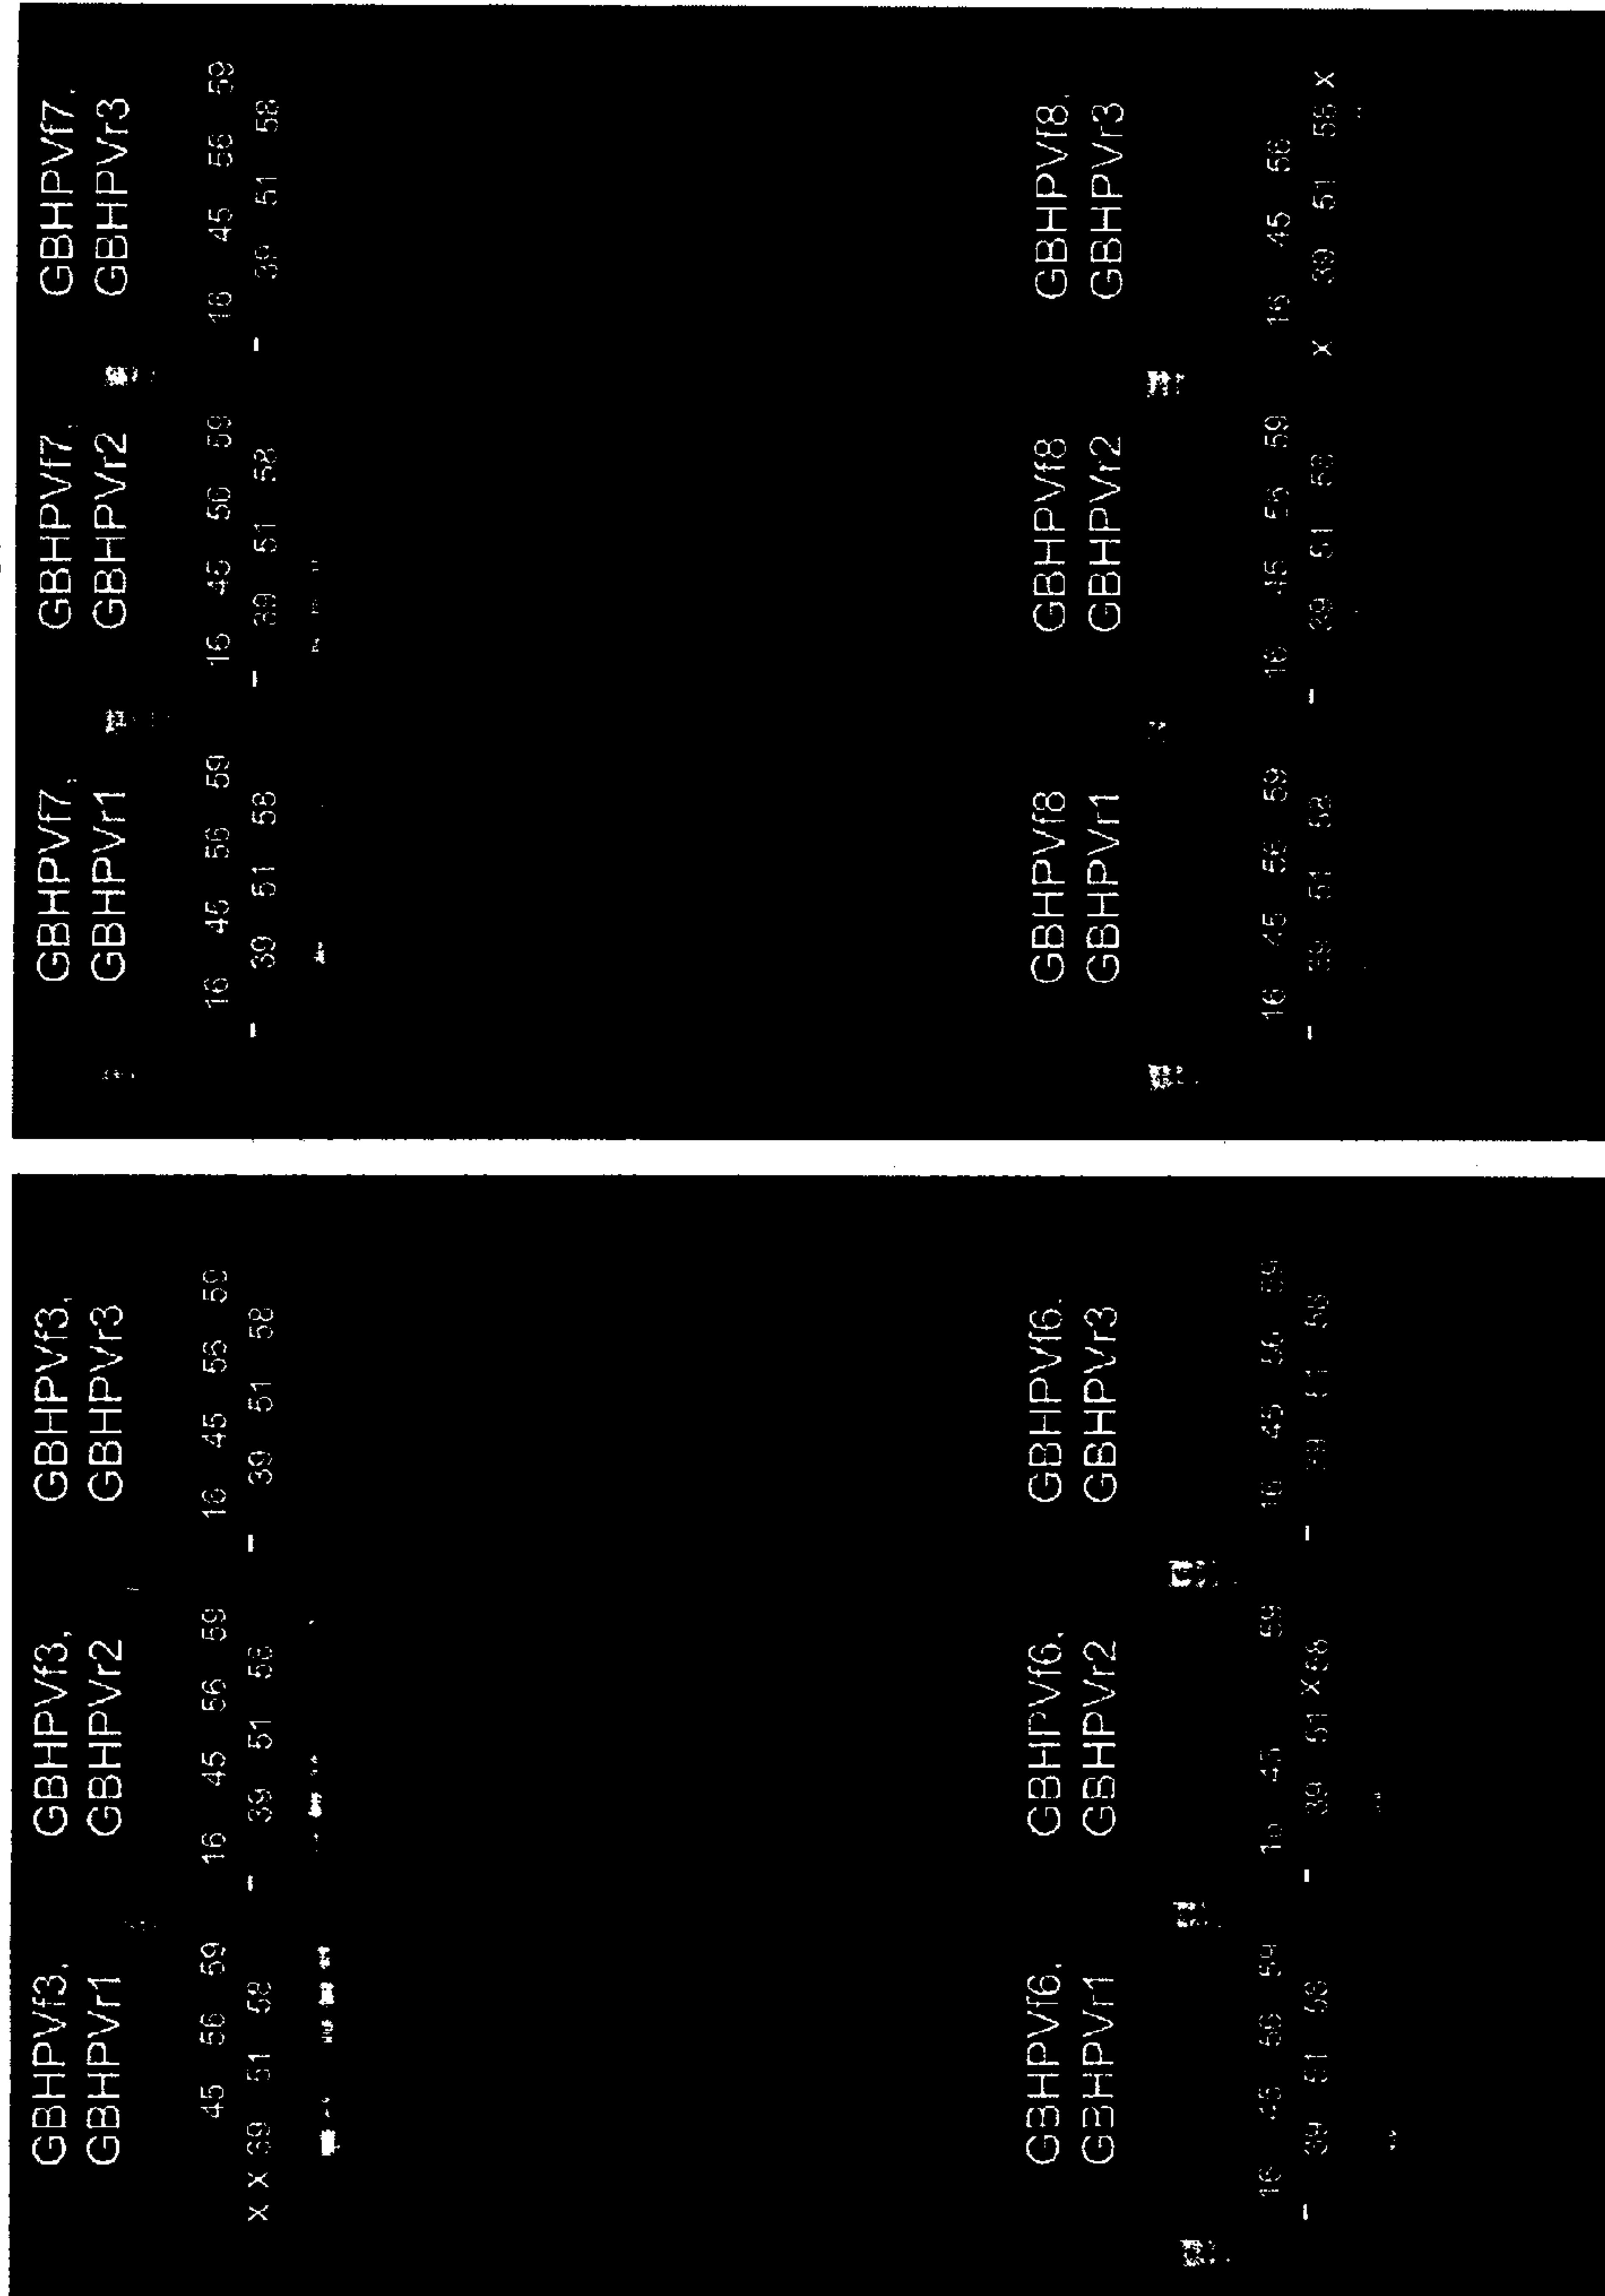 GBHPVf3, GBHPVf3, GBHPVf3,
GBHPVr1 GBHPVr2 GBHPVr3
45 56 59 16 45 56 59 16 45 56 59
X X 39 51 58 - 39 51 58 - 39 51 58
GBHPVf6, GBHPVf6, GBHPVf6,
GBHPVr1 GBHPVr2 GBHPVr3
16 45 56 59 16 45 59 16 45 56 59
- 39 51 58 - 39 51 X 58 - 39 51 58
GBHPVf7, GBHPVf7, GBHPVf7,
GBHPVr1 GBHPVr2 GBHPVr3
16 45 56 59 16 45 56 59 16 45 56 59
- 39 51 58 - 39 51 58 - 39 51 58
GBHPVf8 GBHPVf8 GBHPVf8,
GBHPVr1 GBHPVr2 GBHPVr3
16 45 56 59 16 45 56 59 16 45 56
- 39 51 58 - 39 51 58 X 39 51 58 X